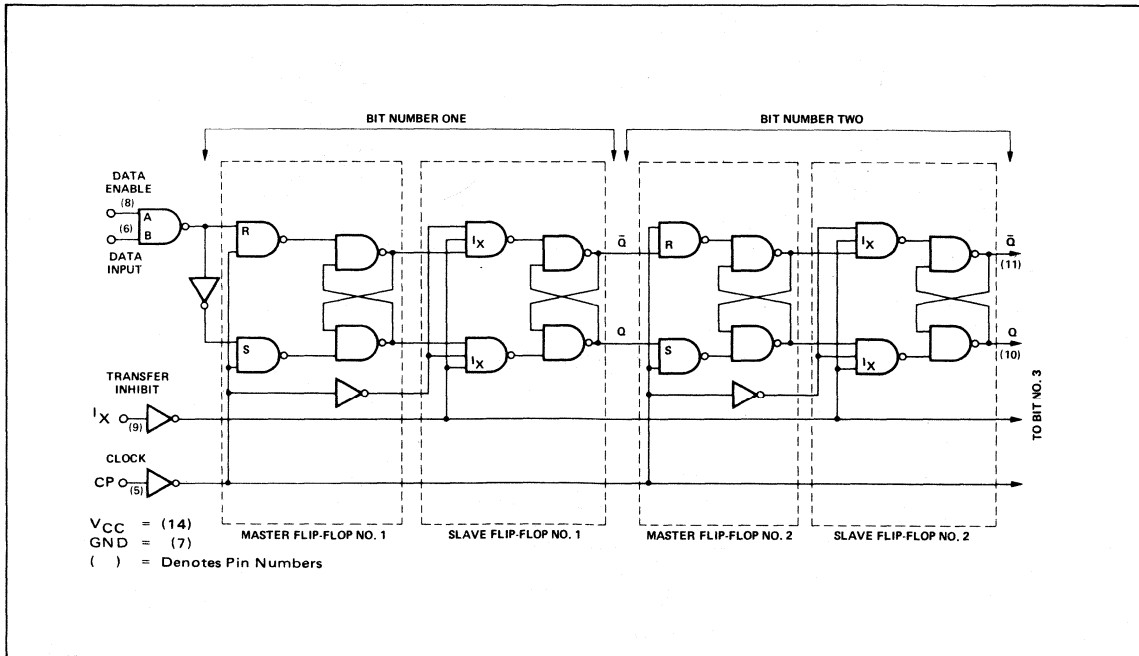 BIT NUMBER ONE
BIT NUMBER TWO
DATA ENABLE
(8)
A
(6)
B
DATA INPUT
R
S
I X
I X
Q̄
Q
R
S
I X
I X
Q̄
(11)
Q
(10)
TRANSFER INHIBIT
I X
(9)
CLOCK
CP
(5)
TO BIT NO. 3
VCC = (14)
GND = (7)
( ) = Denotes Pin Numbers
MASTER FLIP-FLOP NO. 1
SLAVE FLIP-FLOP NO. 1
MASTER FLIP-FLOP NO. 2
SLAVE FLIP-FLOP NO. 2